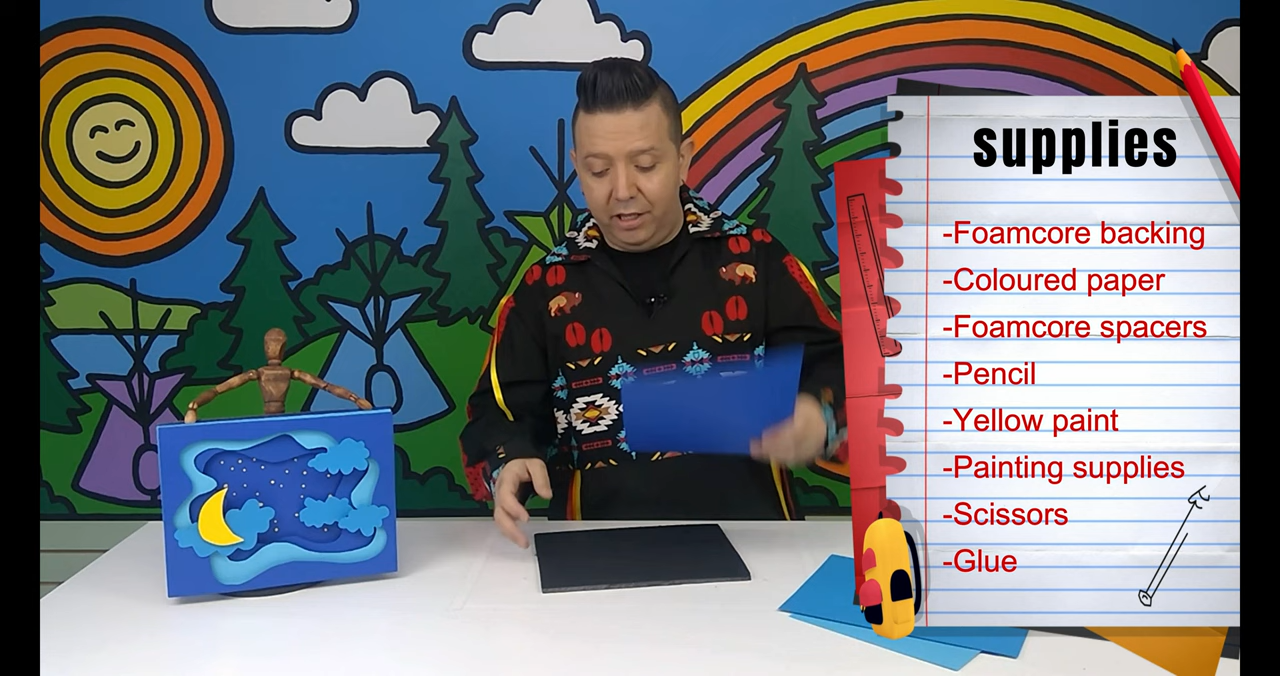 supplies
-Foamcore backing
-Coloured paper
-Foamcore spacers
-Pencil
-Yellow paint
-Painting supplies
-Scissors
-Glue